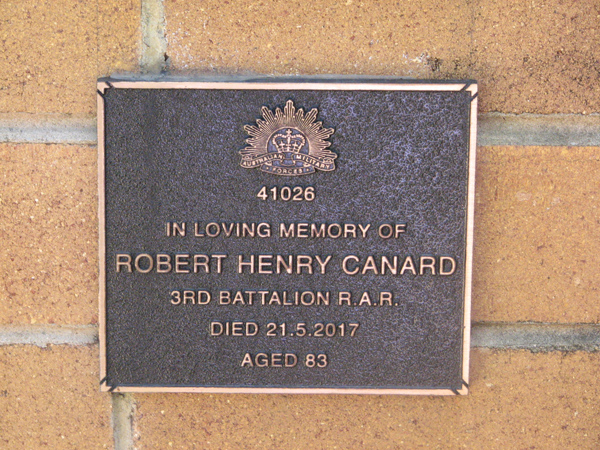 AUSTRALIAN MILITARY
FORCES
41026
IN LOVING MEMORY OF
ROBERT HENRY CANARD
3RD BATTALION R.A.R.
DIED 21.5.2017
AGED 83